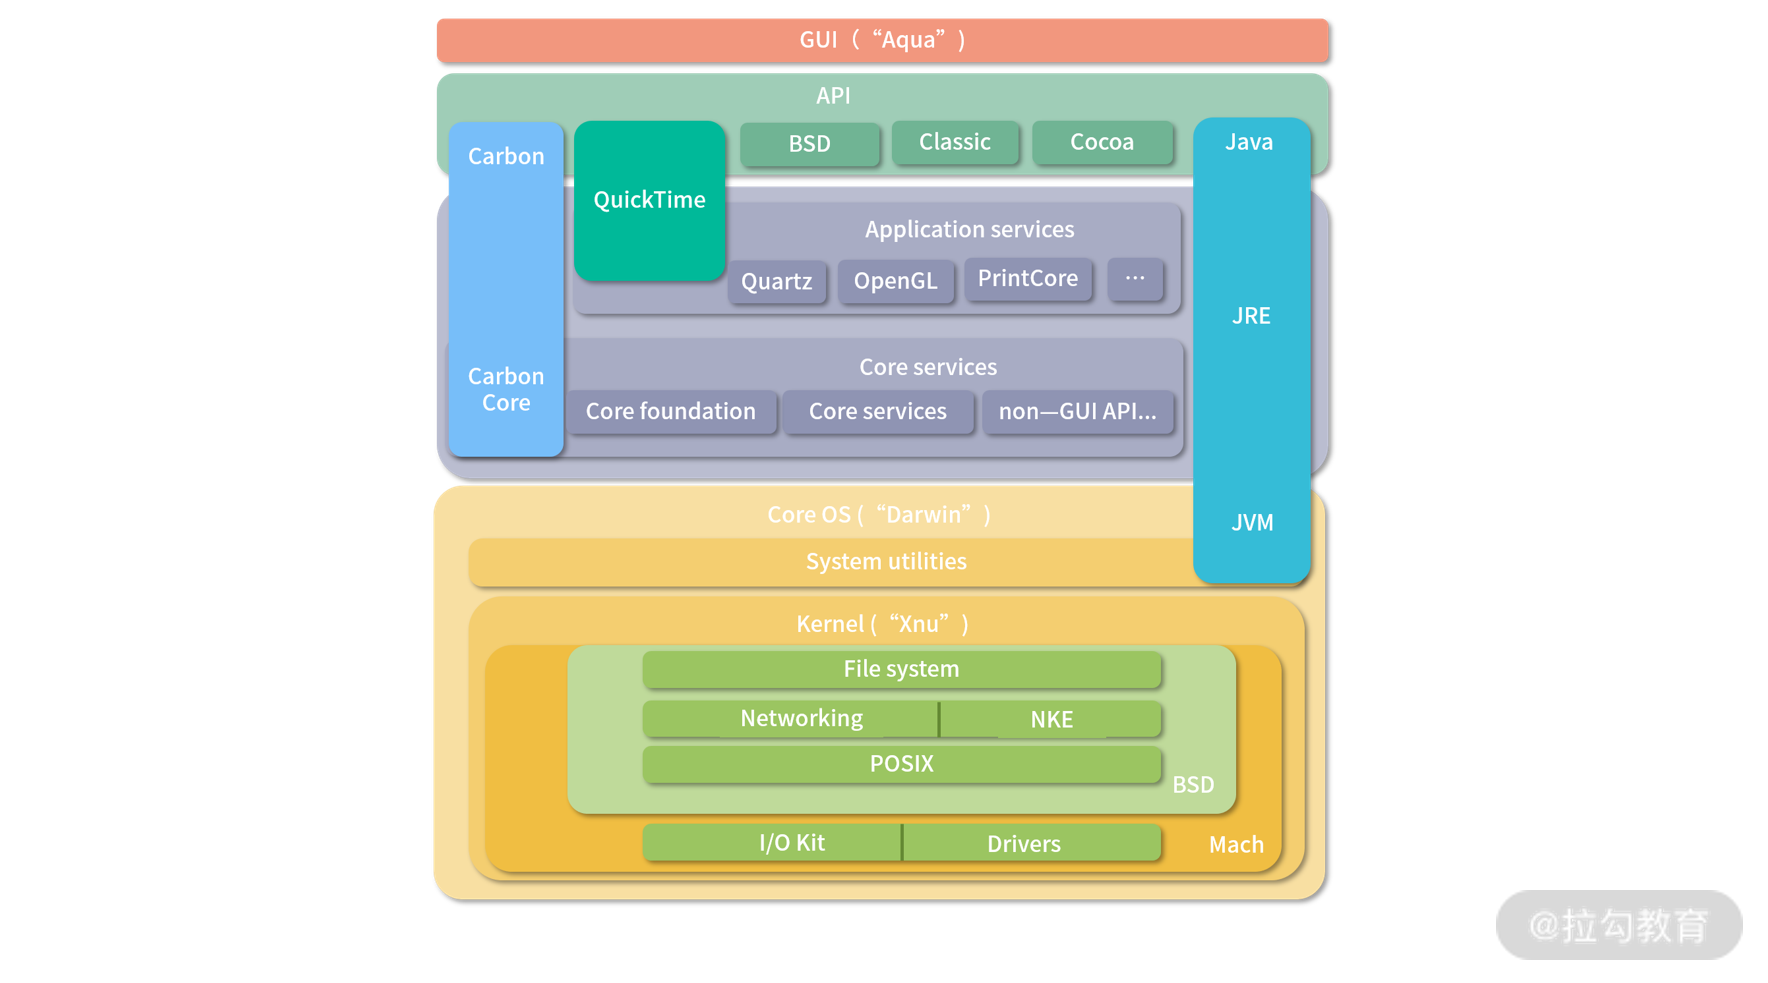 GUI（“Aqua”）
API
Carbon
QuickTime
BSD
Classic
Cocoa
Java
Application services
Quartz
OpenGL
PrintCore
…
JRE
Core services
Carbon
Core
Core foundation
Core services
non—GUI API...
Core OS (“Darwin”)
JVM
System utilities
Kernel (“Xnu”)
File system
Networking
NKE
POSIX
BSD
I/O Kit
Drivers
Mach
@拉勾教育